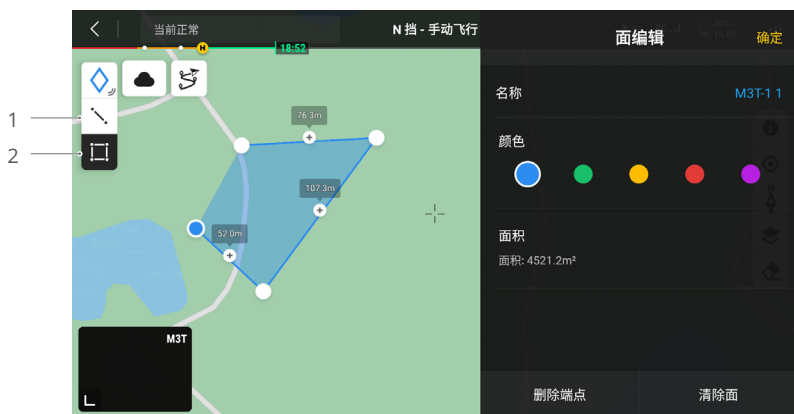 当前正常
N 挡 - 手动飞行
H
18:52
1
2
76.3m
107.3m
52.0m
M3T
面编辑
确定
名称
M3T-1 1
颜色
面积
面积: 4521.2m²
删除端点
清除面